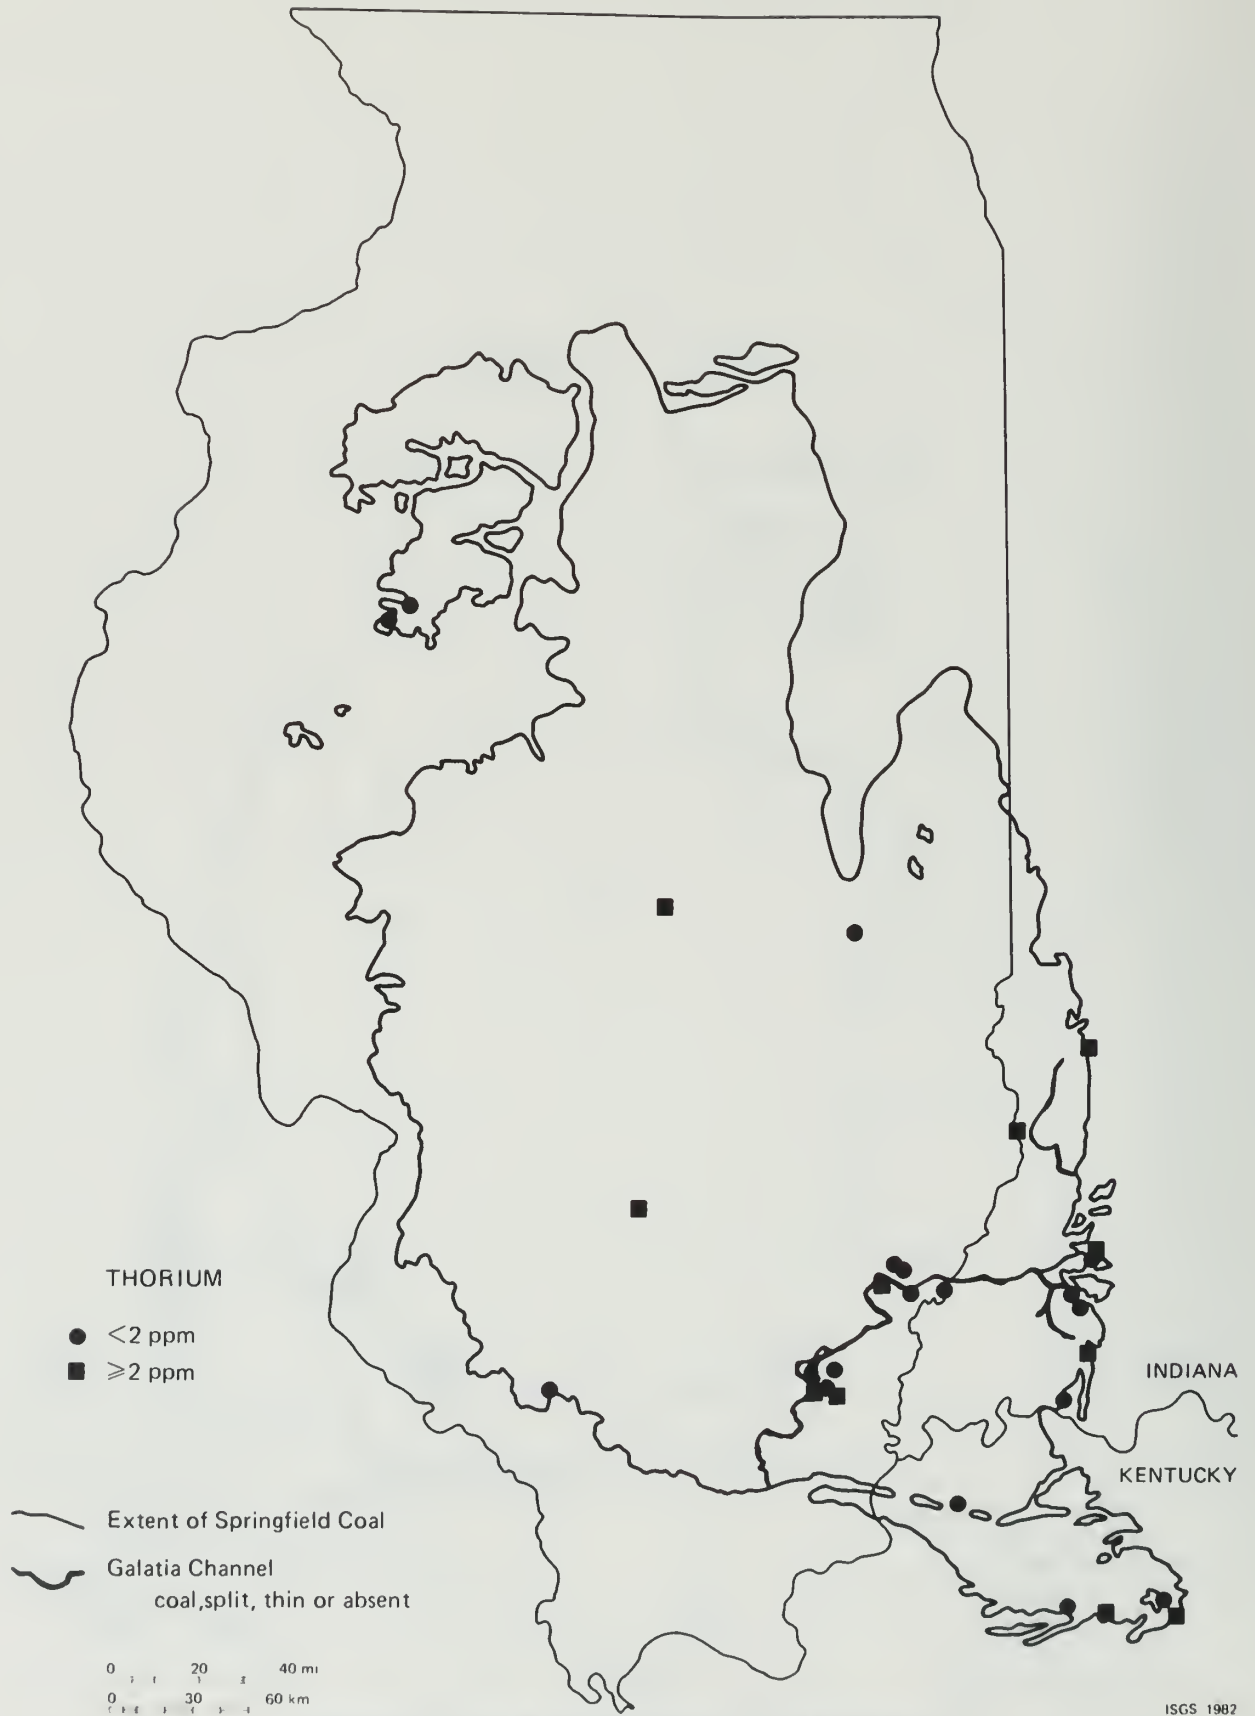 THORIUM
<2 ppm
⩾2 ppm
INDIANA
KENTUCKY
Extent of Springfield Coal
Galatia Channel
coal,split, thin or absent
0 20 40 mi
0 30 60 km
ISGS 1982